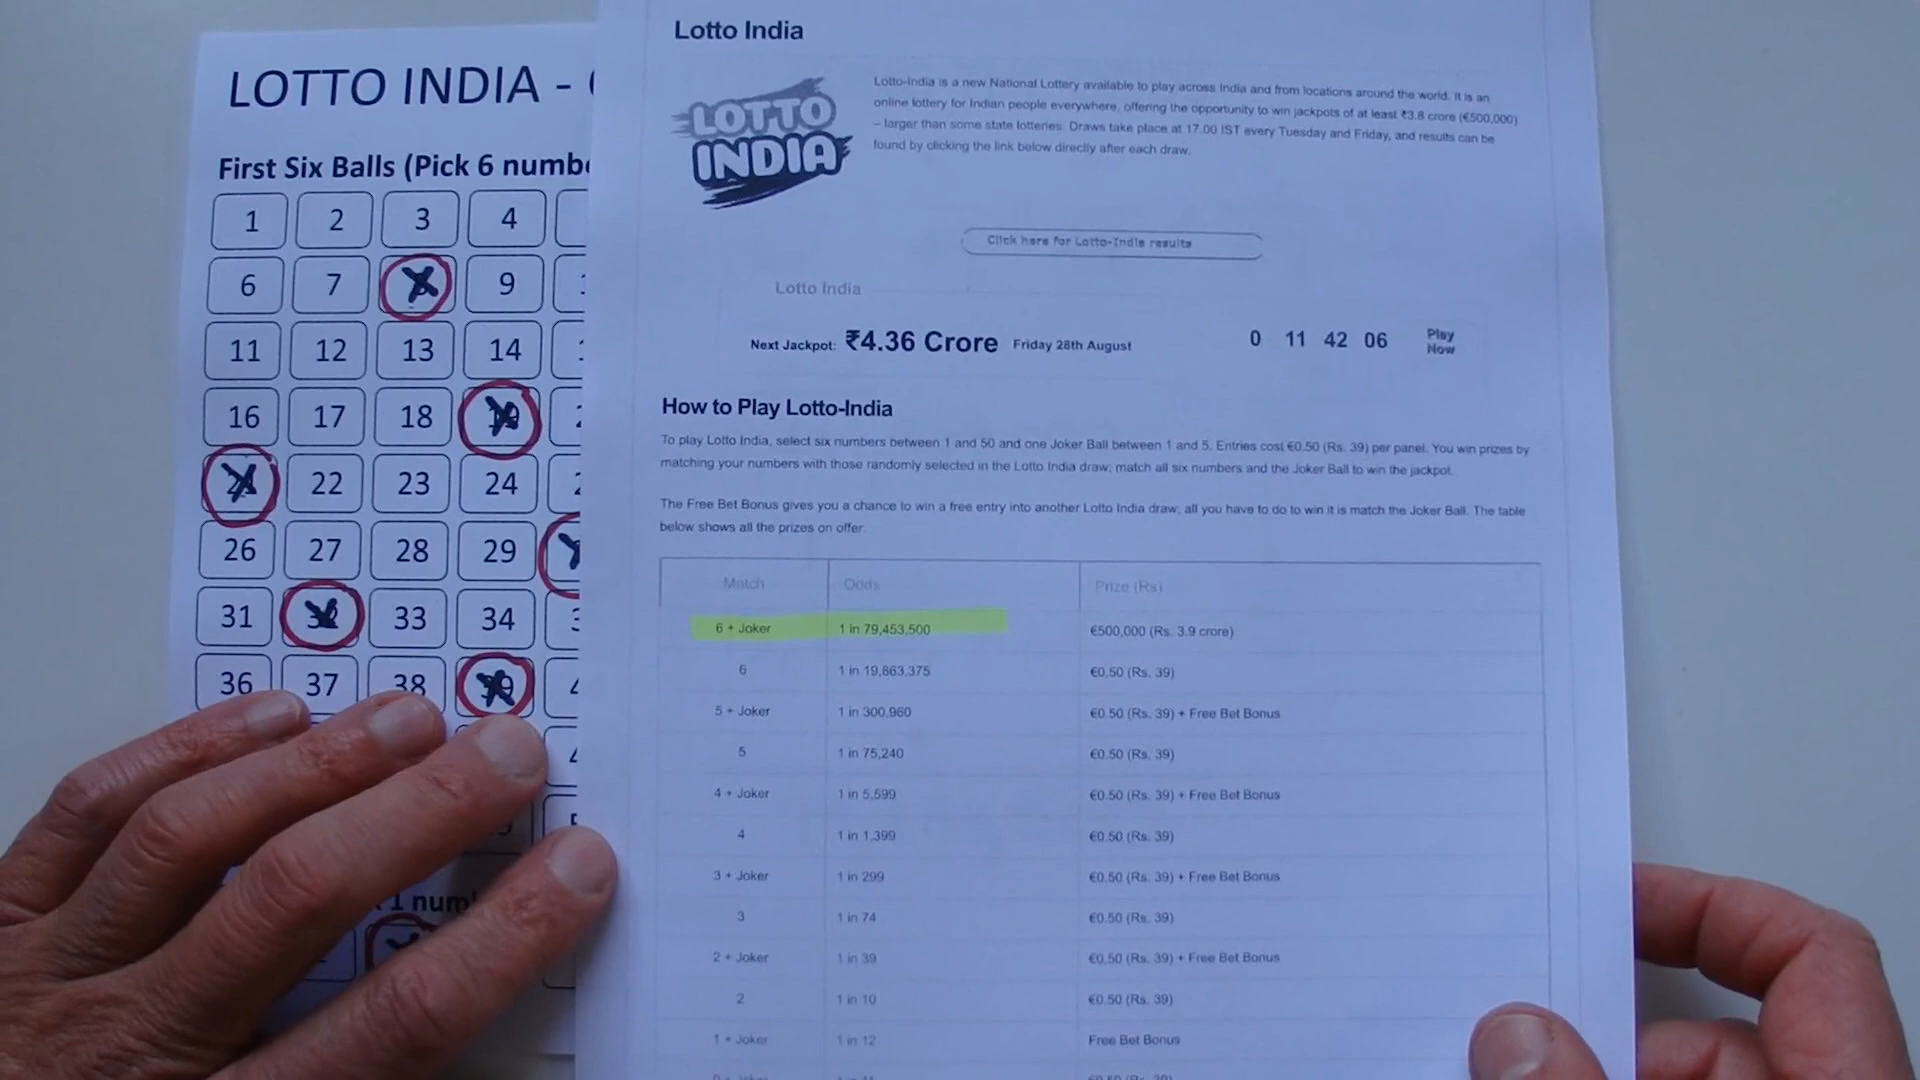 LOTTO INDIA -
First Six Balls (Pick 6
1 2 3 4
6 7 9
11 12 13 14
16 17 18 19
22 23 24
26 27 28 29
31 32 33 34
36 37 38 39
1
Lotto India
LOTTO
INDIA
Lotto-India is a new National Lottery available to play across India and from locations around the world. It is an
online lottery for Indian people everywhere, offering the opportunity to win jackpots of at least ₹3.8 crore (€500,000)
– larger than some state lotteries. Draws take place at 17.00 IST every Tuesday and Friday, and results can be
found by clicking the link below directly after each draw.
Click here for Lotto-India results
Lotto India
Next Jackpot: ₹4.36 Crore Friday 28th August 0 11 42 06 Play
Now
How to Play Lotto-India
To play Lotto India, select six numbers between 1 and 50 and one Joker Ball between 1 and 5. Entries cost €0.50 (Rs. 39) per panel. You win prizes by
matching your numbers with those randomly selected in the Lotto India draw; match all six numbers and the Joker Ball to win the jackpot.
The Free Bet Bonus gives you a chance to win a free entry into another Lotto India draw; all you have to do to win it is match the Joker Ball. The table
below shows all the prizes on offer.
Match Odds Prize (Rs)
6 + Joker 1 in 79,453,500 €500,000 (Rs. 3.9 crore)
6 1 in 19,863,375 €0.50 (Rs. 39)
5 + Joker 1 in 300,960 €0.50 (Rs. 39) + Free Bet Bonus
5 1 in 75,240 €0.50 (Rs. 39)
4 + Joker 1 in 5,599 €0.50 (Rs. 39) + Free Bet Bonus
4 1 in 1,399 €0.50 (Rs. 39)
3 + Joker 1 in 299 €0.50 (Rs. 39) + Free Bet Bonus
3 1 in 74 €0.50 (Rs. 39)
2 + Joker 1 in 39 €0.50 (Rs. 39) + Free Bet Bonus
2 1 in 10 €0.50 (Rs. 39)
1 + Joker 1 in 12 Free Bet Bonus